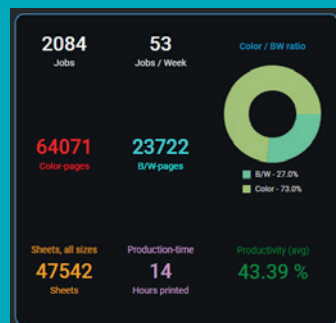 2084
Jobs
53
Jobs / Week
Color / BW ratio
64071
Color-pages
23722
B/W-pages
B/W - 27.0%
Color - 73.0%
Sheets, all sizes
47542
Sheets
Production-time
14
Hours printed
Productivity (avg)
43.39 %